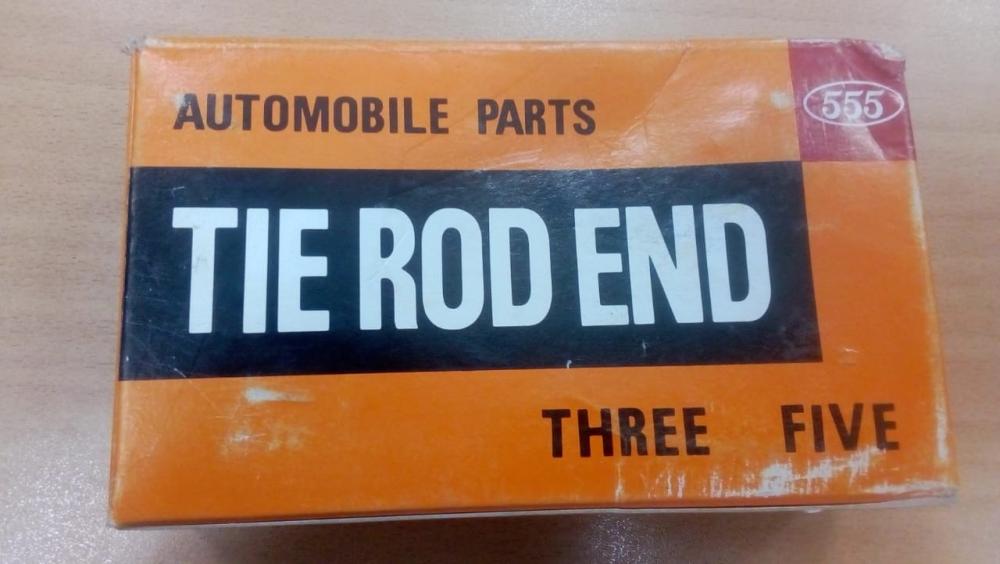 AUTOMOBILE PARTS
555
TIE ROD END
THREE FIVE